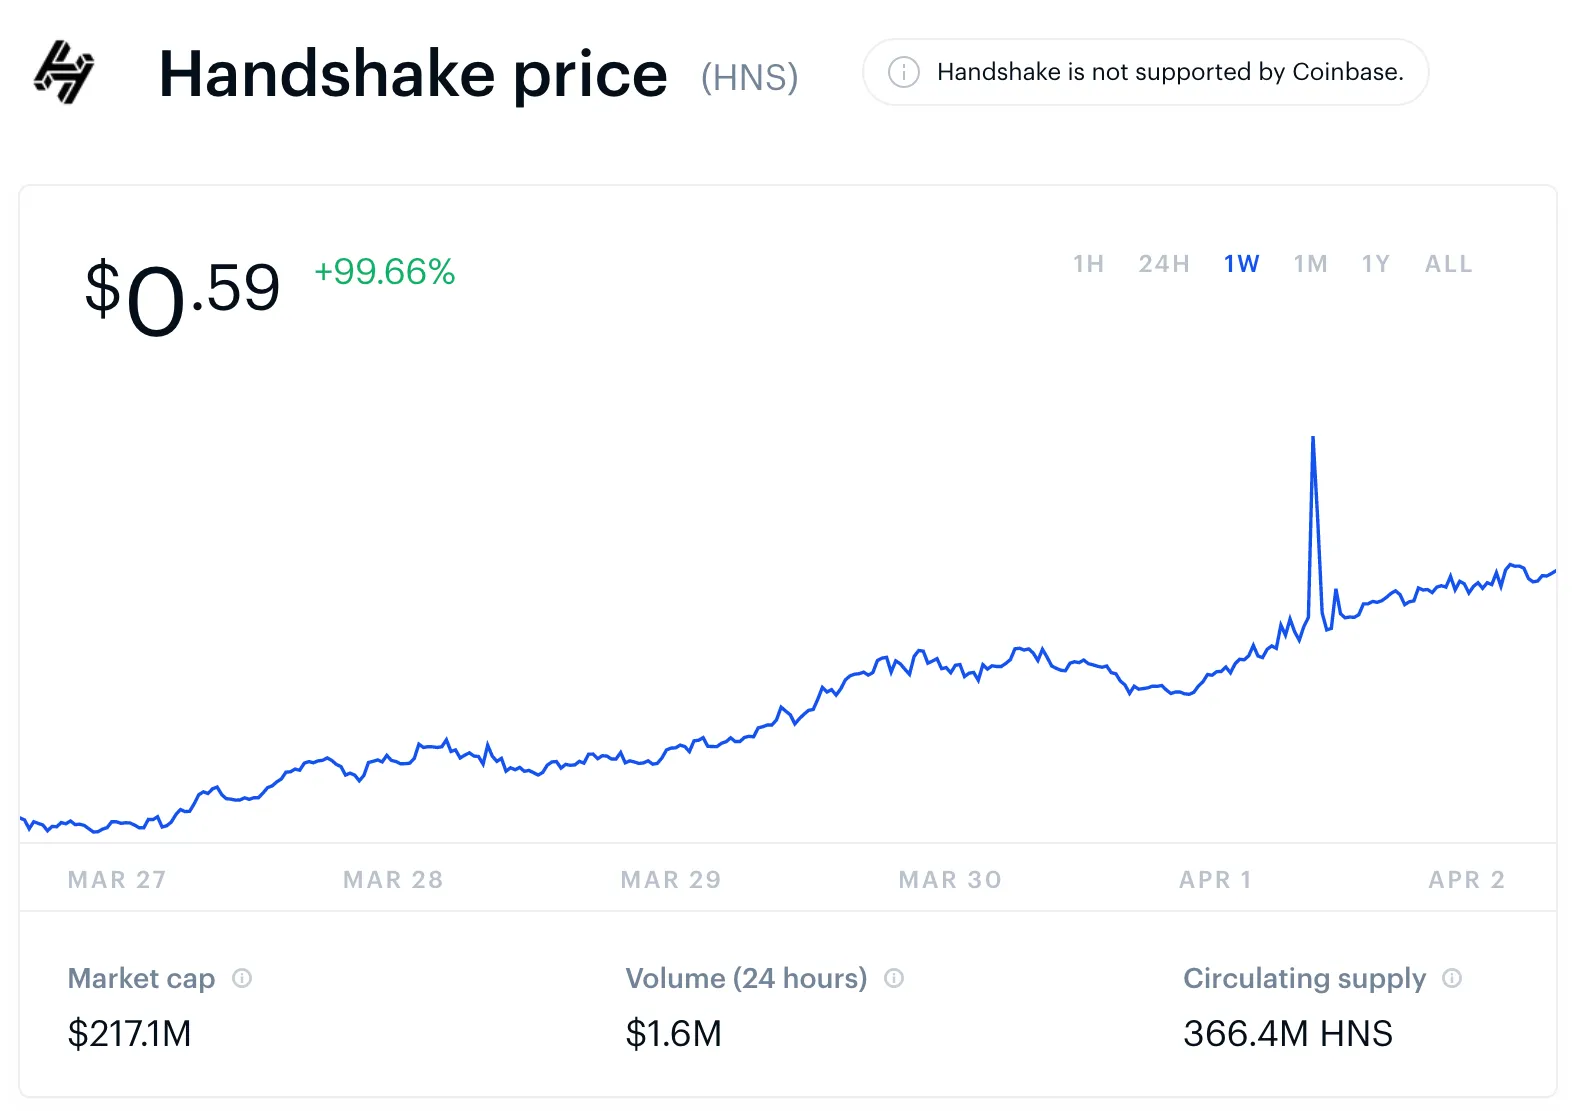 Handshake price (HNS)
Handshake is not supported by Coinbase.
$0.59 +99.66%
1H 24H 1W 1M 1Y ALL
MAR 27 MAR 28 MAR 29 MAR 30 APR 1 APR 2
Market cap
$217.1M
Volume (24 hours)
$1.6M
Circulating supply
366.4M HNS